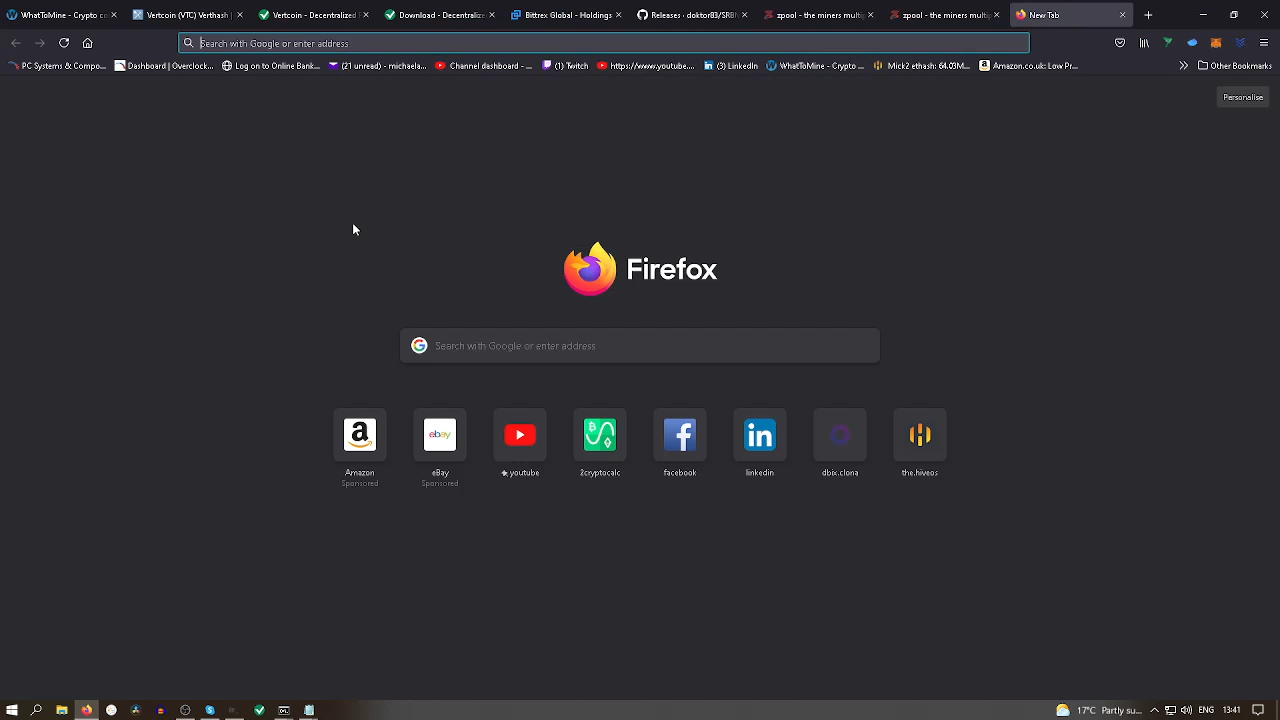 WhatToMine - Crypto c
Vertcoin (VTC) Verthash
Vertcoin - Decentralized
Download - Decentralize
Bittrex Global - Holdings
Releases · doktor83/SRB
zpool - the miners multi
zpool - the miners multi
New Tab
Search with Google or enter address
PC Systems & Compo...
Dashboard | Overclock...
Log on to Online Bank...
(21 unread) - michaela...
Channel dashboard - ...
(1) Twitch
https://www.youtube...
(3) LinkedIn
WhatToMine - Crypto ...
Mick2 ethash: 64.03M...
Amazon.co.uk: Low Pr...
Other Bookmarks
Personalise
Firefox
Search with Google or enter address
Amazon
Sponsored
eBay
Sponsored
youtube
2cryptocalc
facebook
linkedin
dbix.clona
the.hiveos
17°C Partly su...
ENG
13:41